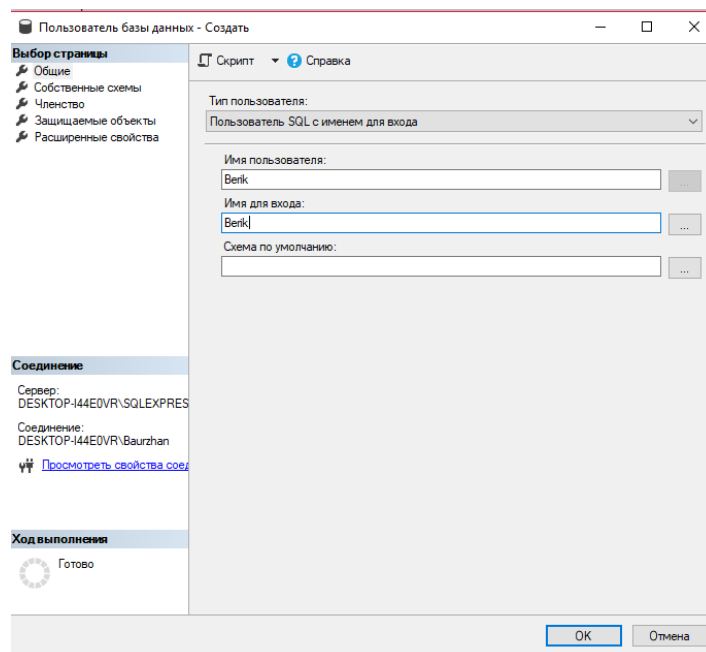 Пользователь базы данных - Создать
Выбор страницы
Общие
Собственные схемы
Членство
Защищаемые объекты
Расширенные свойства
Скрипт
Справка
Тип пользователя:
Пользователь SQL с именем для входа
Имя пользователя:
Berik
...
Имя для входа:
Berik
...
Схема по умолчанию:
...
Соединение
Сервер:
DESKTOP-I44E0VR\SQLEXPRES
Соединение:
DESKTOP-I44E0VR\Baurzhan
Просмотреть свойства соед
Ход выполнения
Готово
OK
Отмена